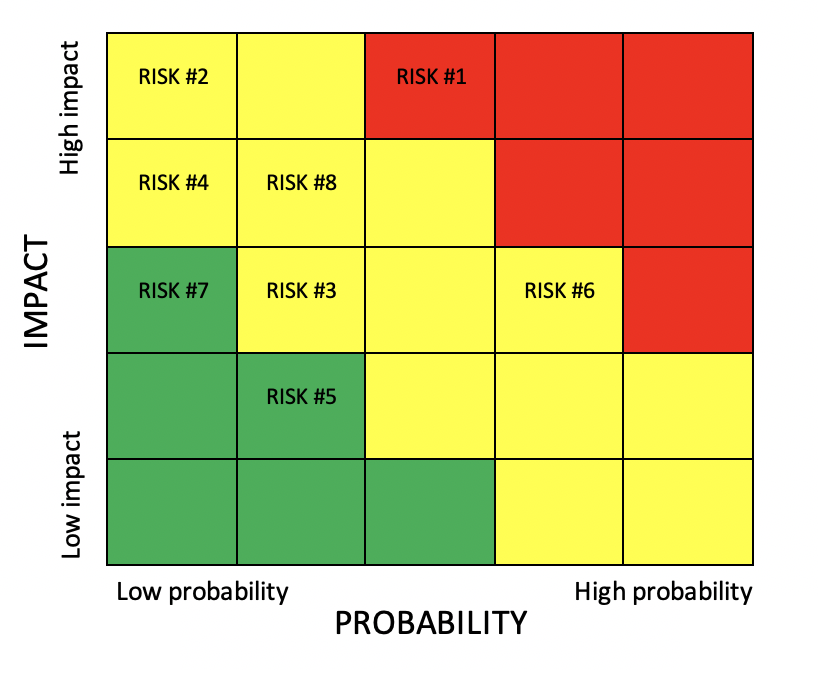 High impact
IMPACT
Low impact
RISK #2
RISK #1
RISK #4
RISK #8
RISK #7
RISK #3
RISK #6
RISK #5
Low probability
High probability
PROBABILITY